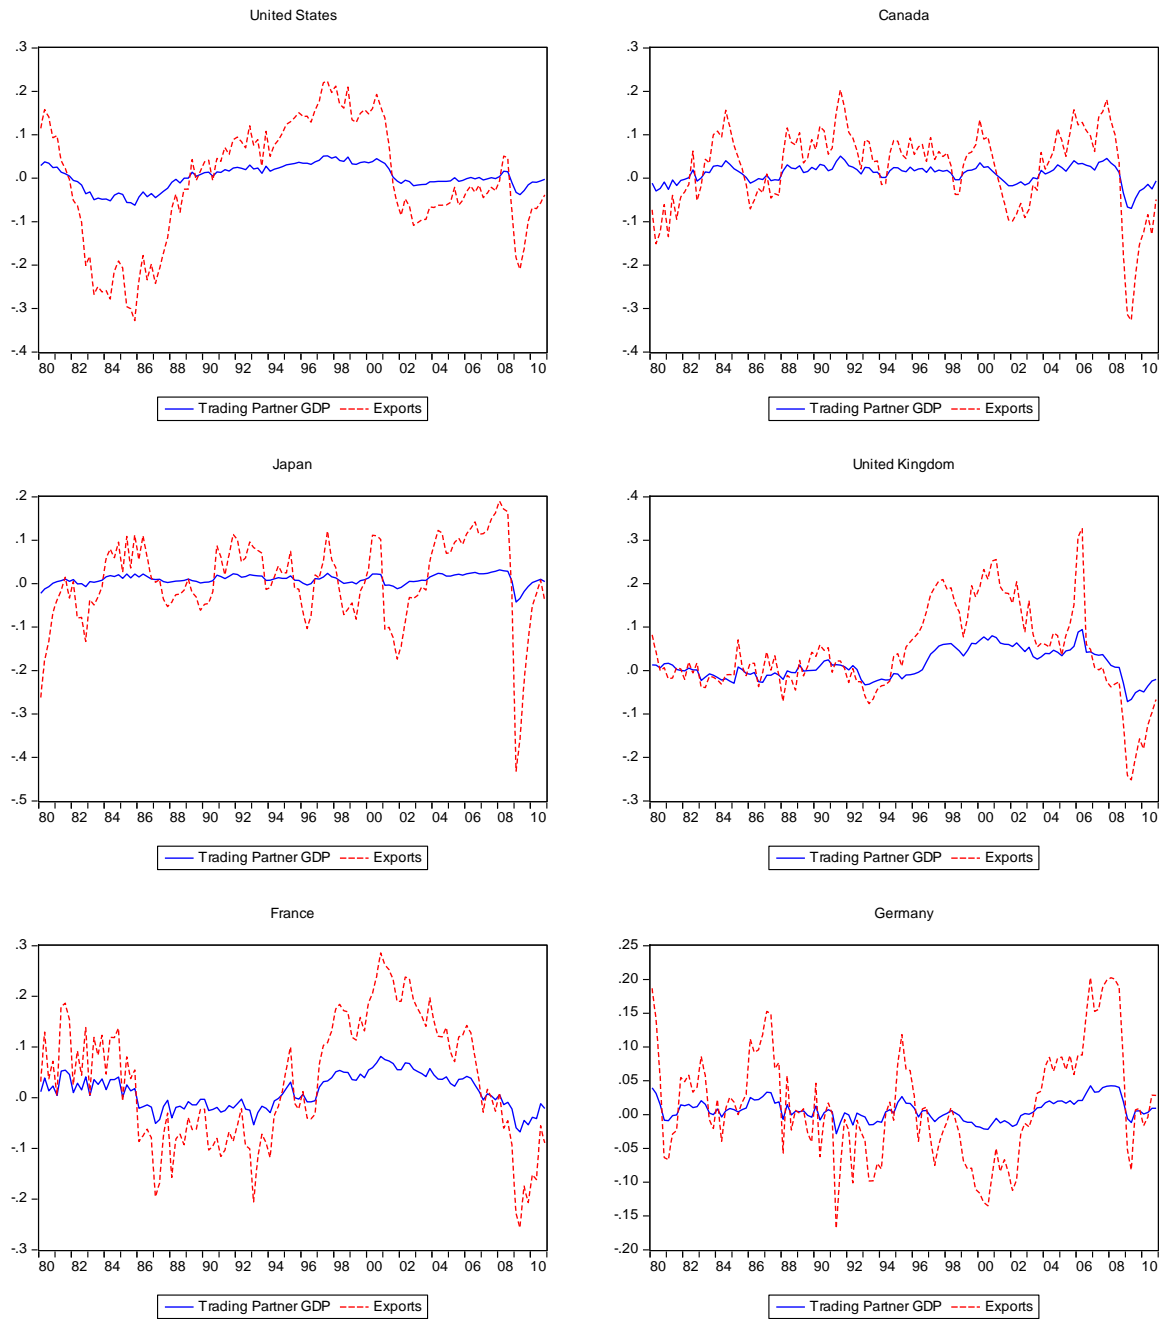 United States
.3
.2
.1
.0
-.1
-.2
-.3
-.4
80 82 84 86 88 90 92 94 96 98 00 02 04 06 08 10
Trading Partner GDP Exports
Canada
.3
.2
.1
.0
-.1
-.2
-.3
-.4
80 82 84 86 88 90 92 94 96 98 00 02 04 06 08 10
Trading Partner GDP Exports
Japan
.2
.1
.0
-.1
-.2
-.3
-.4
-.5
80 82 84 86 88 90 92 94 96 98 00 02 04 06 08 10
Trading Partner GDP Exports
United Kingdom
.4
.3
.2
.1
.0
-.1
-.2
-.3
80 82 84 86 88 90 92 94 96 98 00 02 04 06 08 10
Trading Partner GDP Exports
France
.3
.2
.1
.0
-.1
-.2
-.3
80 82 84 86 88 90 92 94 96 98 00 02 04 06 08 10
Trading Partner GDP Exports
Germany
.25
.20
.15
.10
.05
.00
-.05
-.10
-.15
-.20
80 82 84 86 88 90 92 94 96 98 00 02 04 06 08 10
Trading Partner GDP Exports